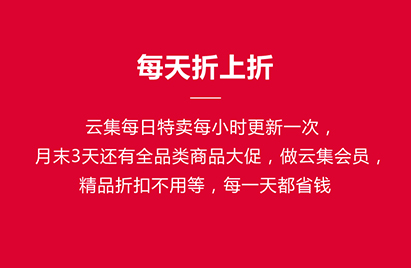 每天折上折
云集每日特卖每小时更新一次，
月末3天还有全品类商品大促，做云集会员，
精品折扣不用等，每一天都省钱